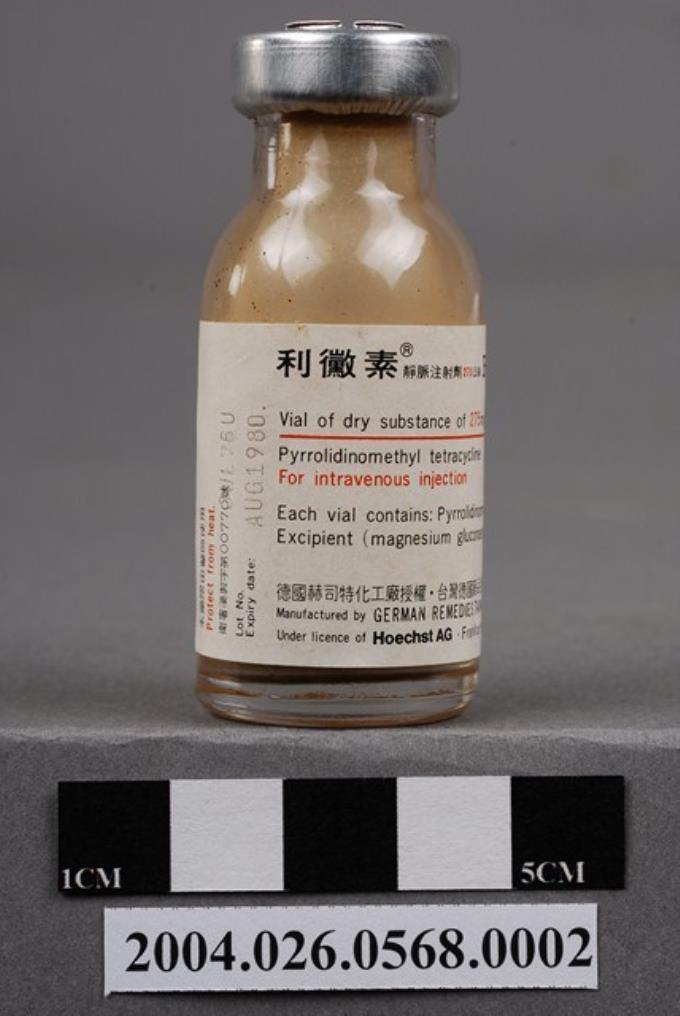 利黴素® 靜脈注射劑
Vial of dry substance of 275m
Pyrrolidinomethyl tetracycline
For intravenous injection
Each vial contains: Pyrrolidinom
Excipient (magnesium glucona
德國赫司特化工廠授權・台灣德國
Manufactured by GERMAN REMEDIES
Under licence of Hoechst AG · Frank
Protect from heat.
Lot No.
Expiry date: AUG1980.
1CM
5CM
2004.026.0568.0002